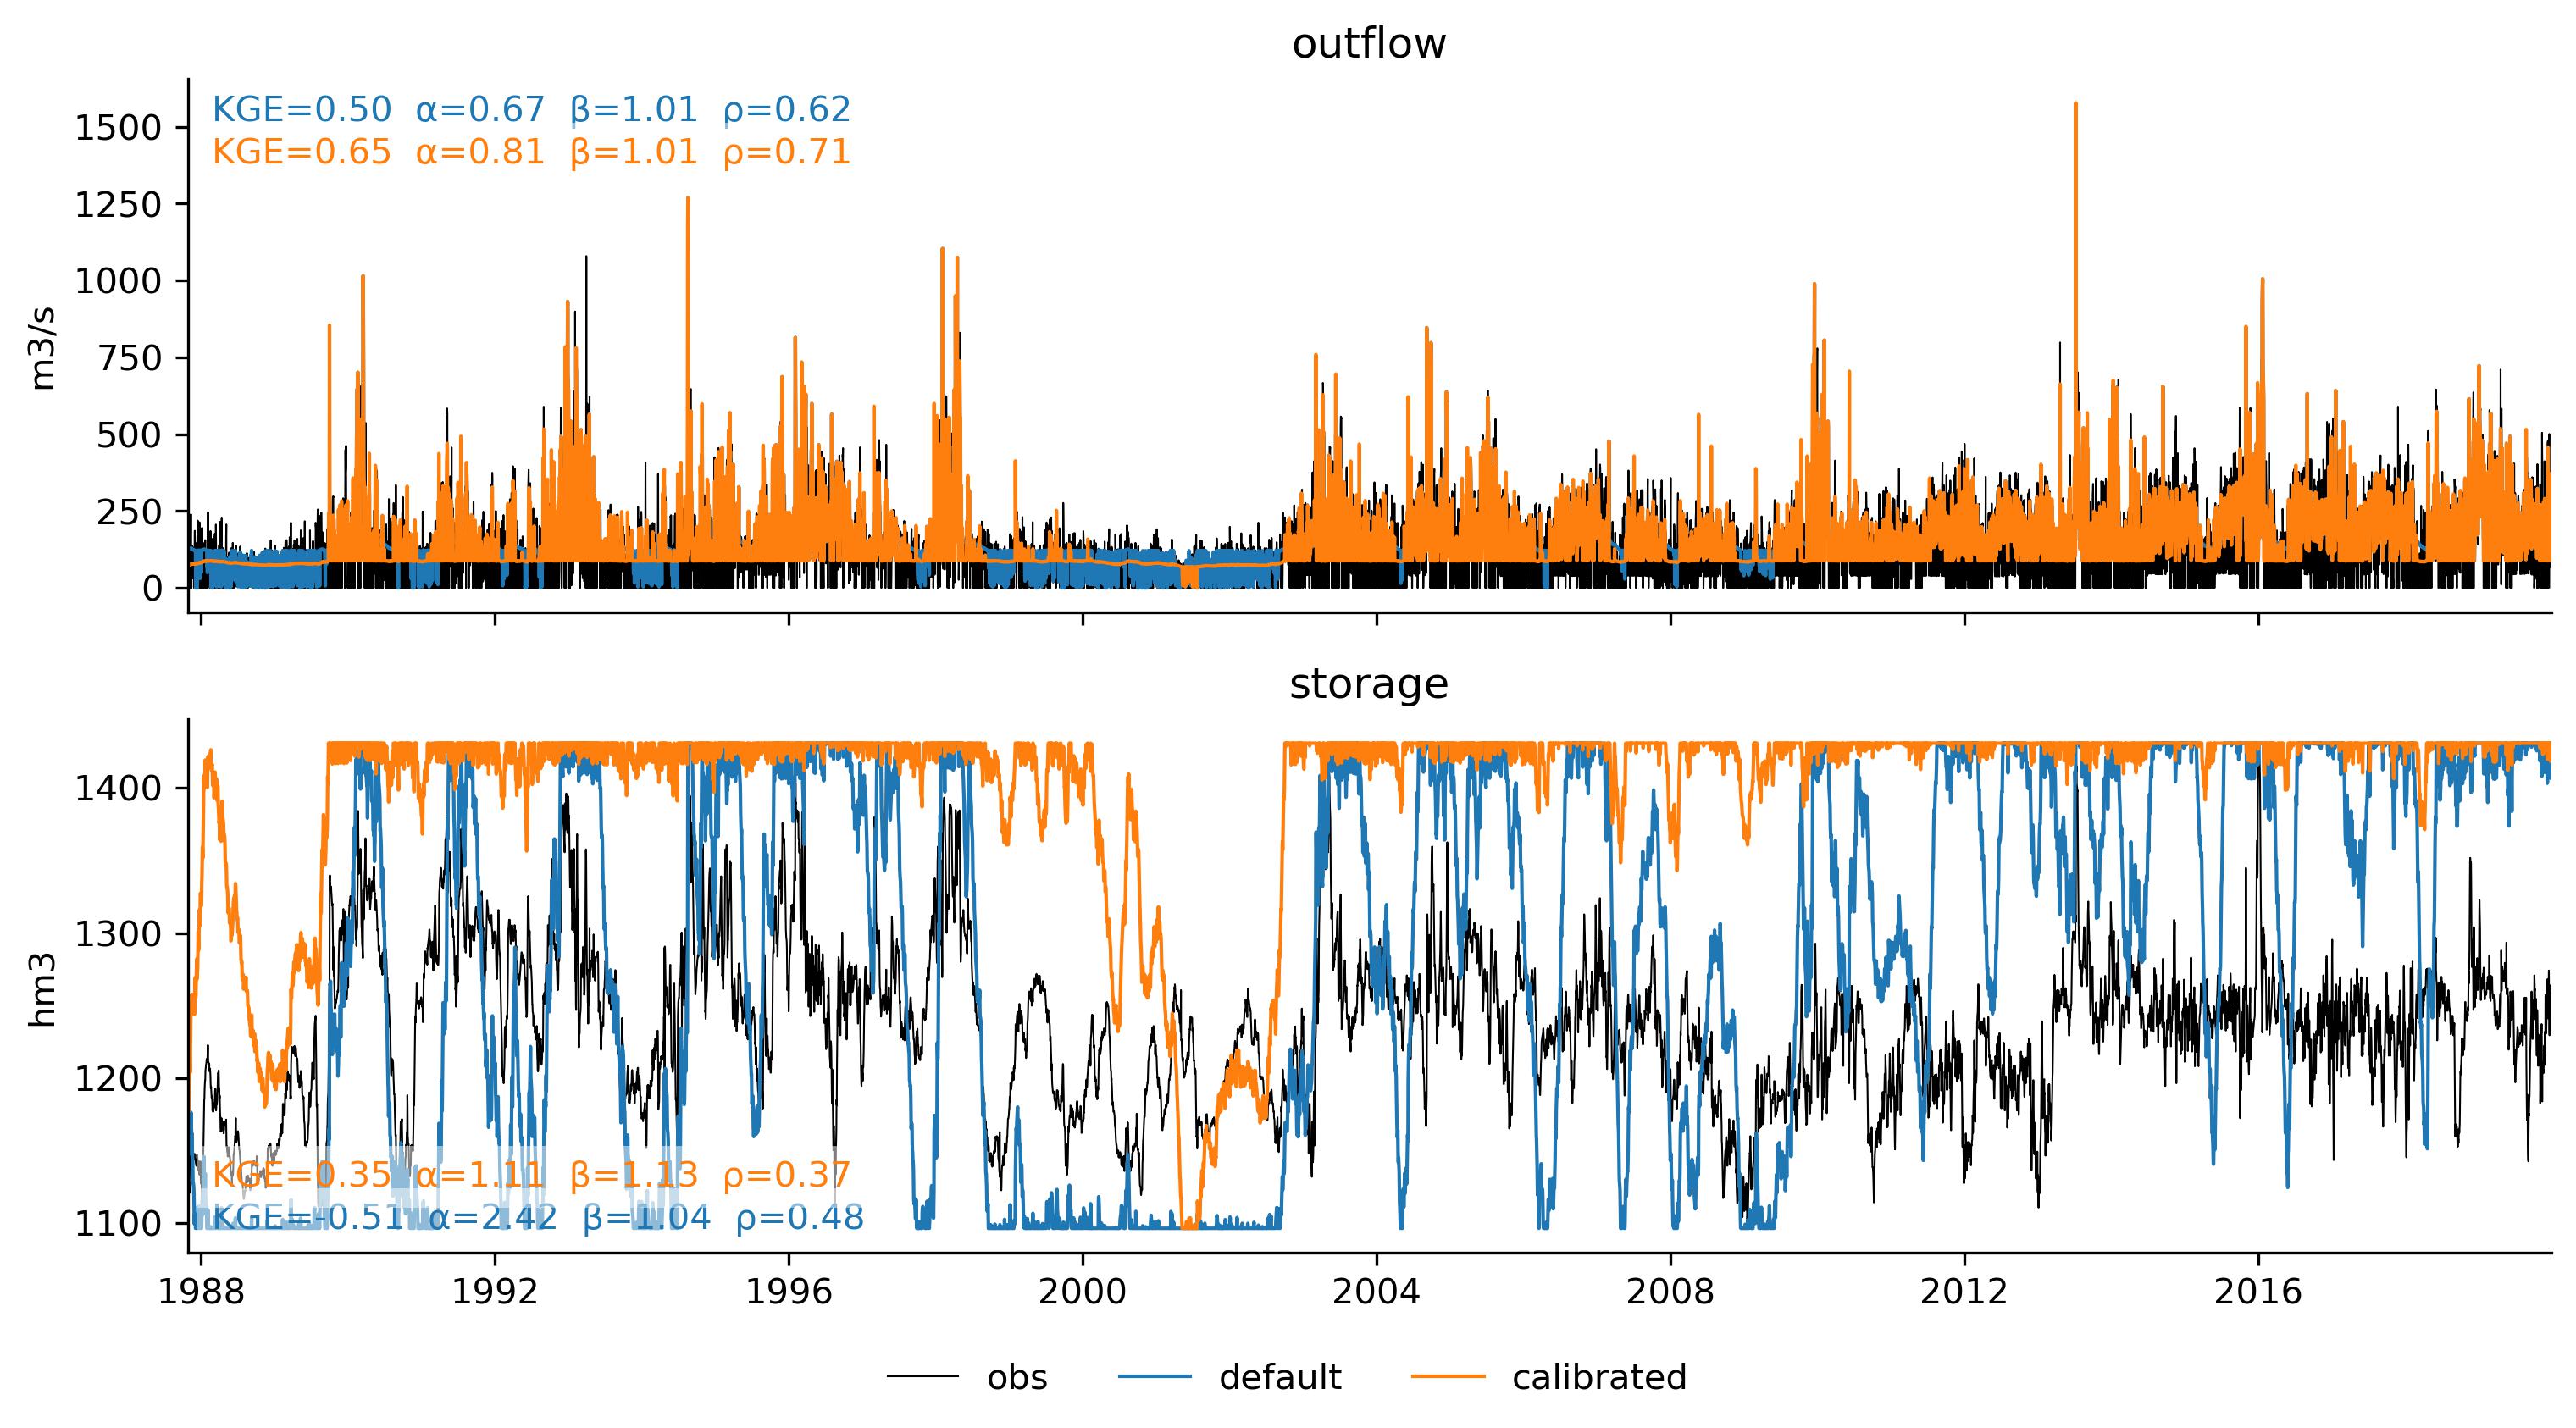 outflow
KGE=0.50 α=0.67 β=1.01 ρ=0.62
KGE=0.65 α=0.81 β=1.01 ρ=0.71
1500
1250
1000
750
500
250
0
m3/s
storage
1400
1300
1200
1100
hm3
KGE=0.35 α=1.11 β=1.13 ρ=0.37
KGE=-0.51 α=2.42 β=1.04 ρ=0.48
1988 1992 1996 2000 2004 2008 2012 2016
obs default calibrated